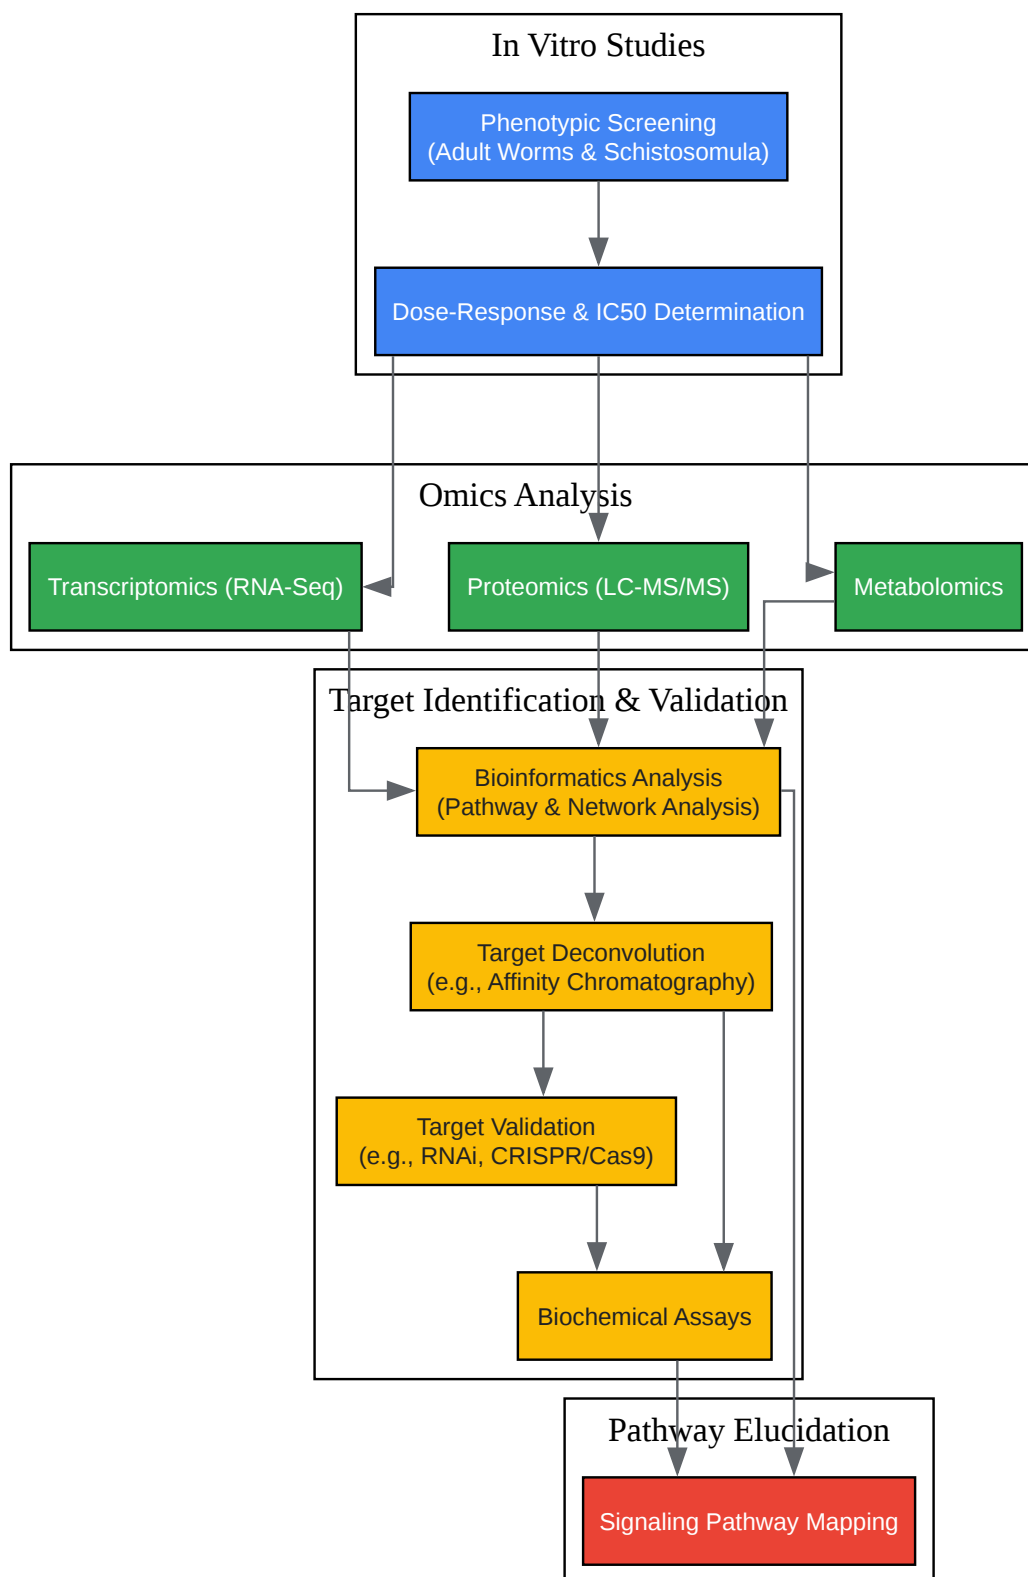 In Vitro Studies
Phenotypic Screening
(Adult Worms & Schistosomula)
Dose-Response & IC50 Determination
Omics Analysis
Transcriptomics (RNA-Seq)
Proteomics (LC-MS/MS)
Metabolomics
Target Identification & Validation
Bioinformatics Analysis
(Pathway & Network Analysis)
Target Deconvolution
(e.g., Affinity Chromatography)
Target Validation
(e.g., RNAi, CRISPR/Cas9)
Biochemical Assays
Pathway Elucidation
Signaling Pathway Mapping